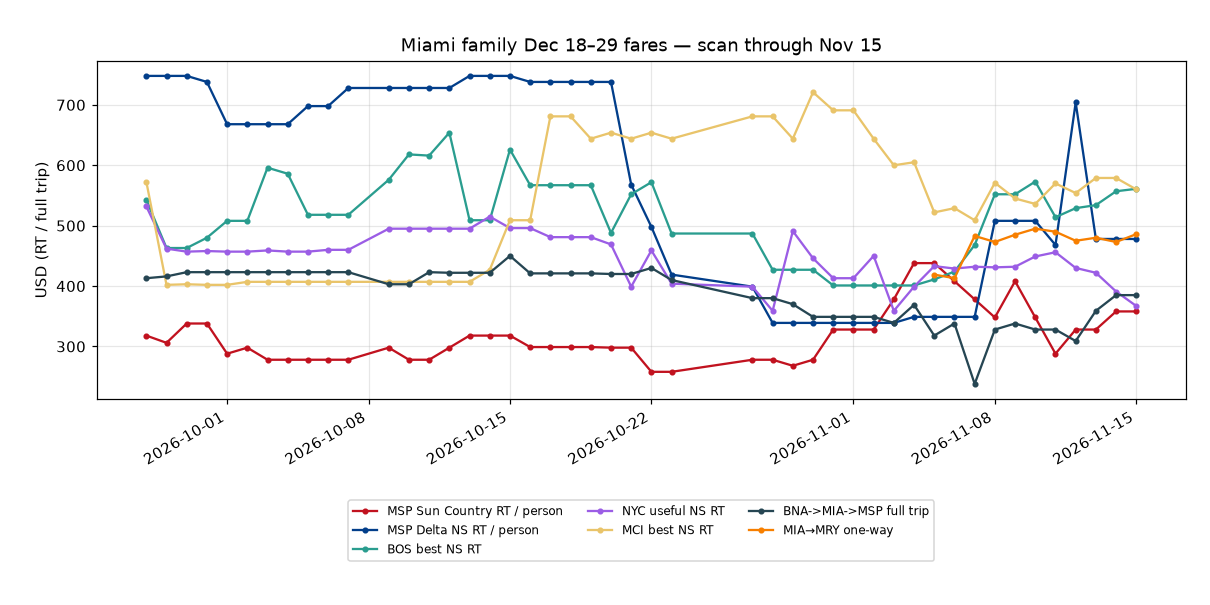 Miami family Dec 18–29 fares — scan through Nov 15
USD (RT / full trip)
700
600
500
400
300
2026-10-01
2026-10-08
2026-10-15
2026-10-22
2026-11-01
2026-11-08
2026-11-15
MSP Sun Country RT / person
MSP Delta NS RT / person
BOS best NS RT
NYC useful NS RT
MCI best NS RT
BNA->MIA->MSP full trip
MIA→MRY one-way